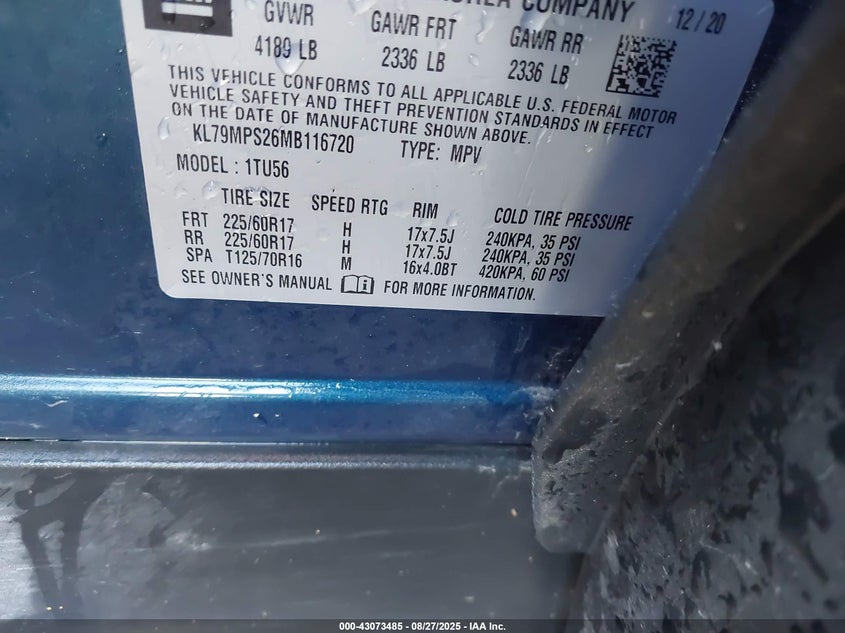 COMPANY
12/20
GVWR GAWR FRT GAWR RR
4189 LB 2336 LB 2336 LB
THIS VEHICLE CONFORMS TO ALL APPLICABLE U.S. FEDERAL MOTOR
VEHICLE SAFETY AND THEFT PREVENTION STANDARDS IN EFFECT
ON THE DATE OF MANUFACTURE SHOWN ABOVE.
KL79MPS26MB116720 TYPE: MPV
MODEL : 1TU56
TIRE SIZE SPEED RTG RIM COLD TIRE PRESSURE
FRT 225/60R17 H 17x7.5J 240KPA, 35 PSI
RR 225/60R17 H 17x7.5J 240KPA, 35 PSI
SPA T125/70R16 M 16x4.0BT 420KPA, 60 PSI
SEE OWNER'S MANUAL FOR MORE INFORMATION.
000-43073485 - 08/27/2025 - IAA Inc.